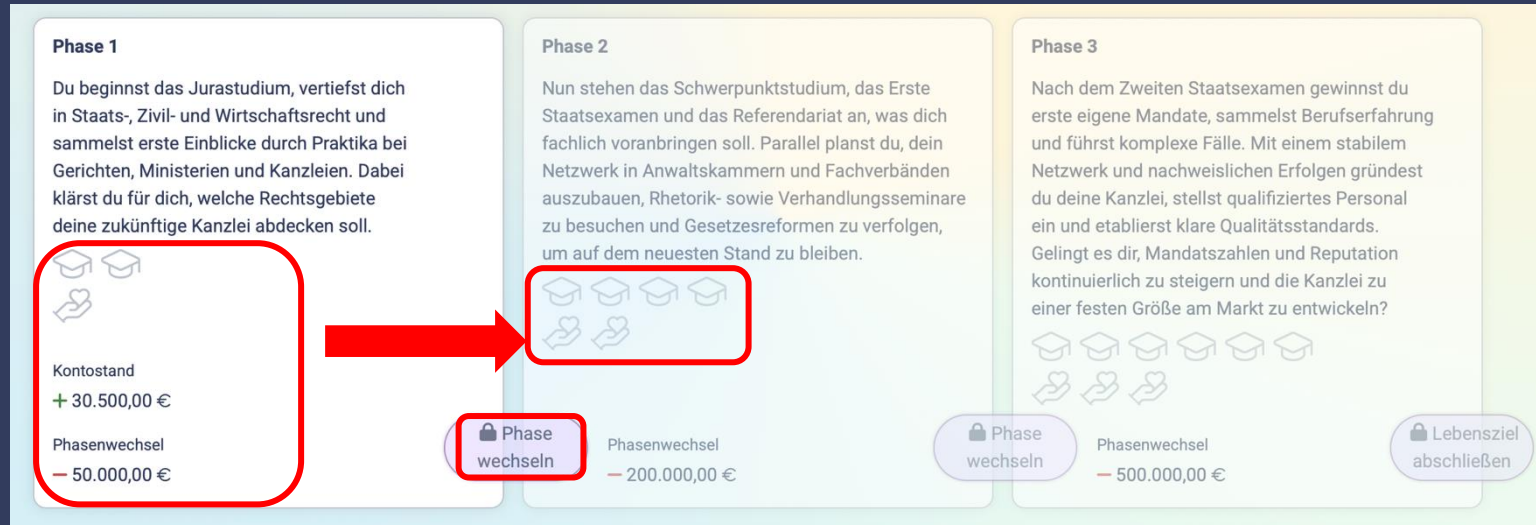 Phase 1
Du beginnst das Jurastudium, vertiefst dich
in Staats-, Zivil- und Wirtschaftsrecht und
sammelst erste Einblicke durch Praktika bei
Gerichten, Ministerien und Kanzleien. Dabei
klärst du für dich, welche Rechtsgebiete
deine zukünftige Kanzlei abdecken soll.
Kontostand
+ 30.500,00 €
Phasenwechsel
− 50.000,00 €
Phase
wechseln
Phase 2
Nun stehen das Schwerpunktstudium, das Erste
Staatsexamen und das Referendariat an, was dich
fachlich voranbringen soll. Parallel planst du, dein
Netzwerk in Anwaltskammern und Fachverbänden
auszubauen, Rhetorik- sowie Verhandlungsseminare
zu besuchen und Gesetzesreformen zu verfolgen,
um auf dem neuesten Stand zu bleiben.
Phasenwechsel
− 200.000,00 €
Phase
wechseln
Phase 3
Nach dem Zweiten Staatsexamen gewinnst du
erste eigene Mandate, sammelst Berufserfahrung
und führst komplexe Fälle. Mit einem stabilem
Netzwerk und nachweislichen Erfolgen gründest
du deine Kanzlei, stellst qualifiziertes Personal
ein und etablierst klare Qualitätsstandards.
Gelingt es dir, Mandatszahlen und Reputation
kontinuierlich zu steigern und die Kanzlei zu
einer festen Größe am Markt zu entwickeln?
Phasenwechsel
− 500.000,00 €
Lebensziel
abschließen